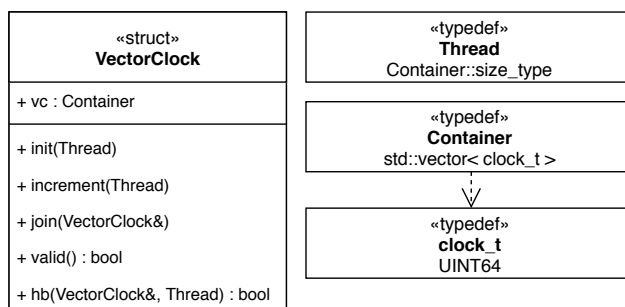 «struct»
VectorClock
+ vc : Container
+ init(Thread)
+ increment(Thread)
+ join(VectorClock&)
+ valid() : bool
+ hb(VectorClock&, Thread) : bool
«typedef»
Thread
Container::size_type
«typedef»
Container
std::vector< clock_t >
«typedef»
clock_t
UINT64